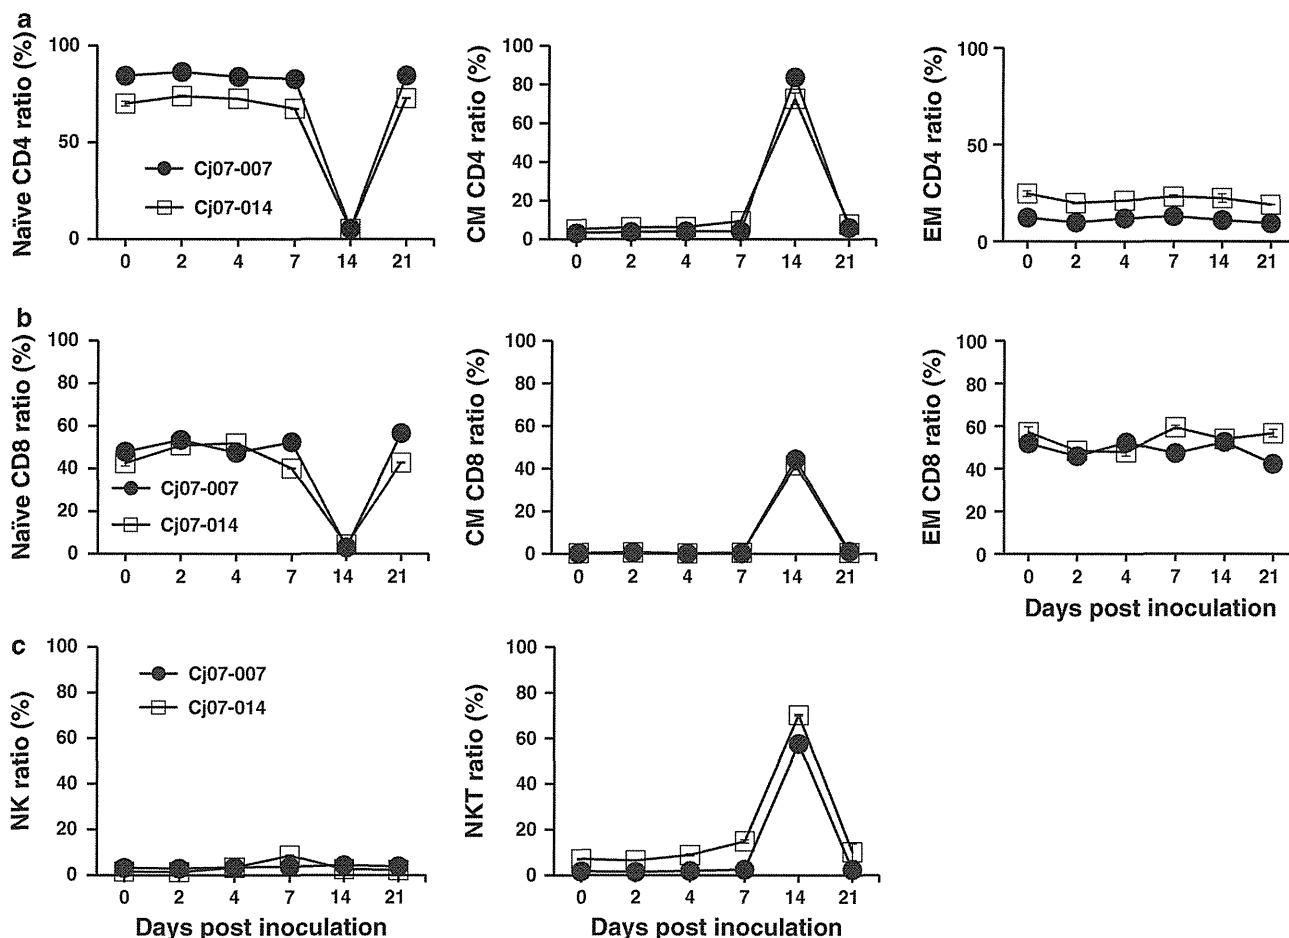 a
Naïve CD4 ratio (%)
100
50
0
Cj07-007
Cj07-014
0 2 4 7 14 21
CM CD4 ratio (%)
100
80
60
40
20
0
0 2 4 7 14 21
EM CD4 ratio (%)
100
50
0
0 2 4 7 14 21
b
Naïve CD8 ratio (%)
100
80
60
40
20
0
Cj07-007
Cj07-014
0 2 4 7 14 21
CM CD8 ratio (%)
100
80
60
40
20
0
0 2 4 7 14 21
EM CD8 ratio (%)
100
80
60
40
20
0
0 2 4 7 14 21
Days post inoculation
c
NK ratio (%)
100
80
60
40
20
0
Cj07-007
Cj07-014
0 2 4 7 14 21
Days post inoculation
NKT ratio (%)
100
80
60
40
20
0
0 2 4 7 14 21
Days post inoculation